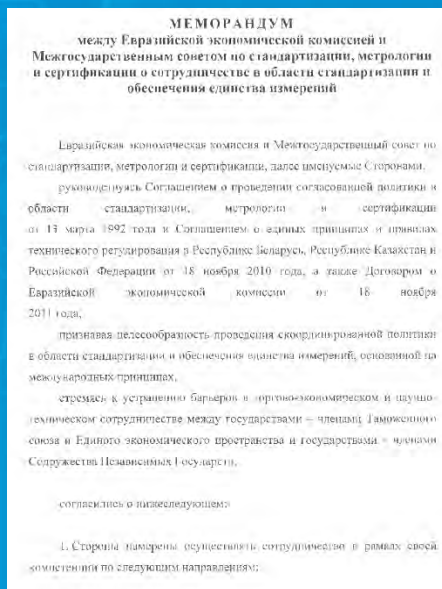 МЕМОРАНДУМ
между Евразийской экономической комиссией и
Межгосударственным советом по стандартизации, метрологии
и сертификации о сотрудничестве в области стандартизации и
обеспечения единства измерений
Евразийская экономическая комиссия и Межгосударственный совет по
стандартизации, метрологии и сертификации, далее именуемые Сторонами,
руководствуясь Соглашением о проведении согласованной политики в
области стандартизации, метрологии и сертификации
от 13 марта 1992 года и Соглашением о единых принципах и правилах
технического регулирования в Республике Беларусь, Республике Казахстан и
Российской Федерации от 18 ноября 2010 года, а также Договором о
Евразийской экономической комиссии от 18 ноября
2011 года,
признавая целесообразность проведения скоординированной политики
в области стандартизации и обеспечения единства измерений, основанной на
международных принципах,
стремясь к устранению барьеров в торгово-экономическом и научно-
техническом сотрудничестве между государствами – членами Таможенного
союза и Единого экономического пространства и государствами – членами
Содружества Независимых Государств,
согласились о нижеследующем:
1. Стороны намерены осуществлять сотрудничество в рамках своей
компетенции по следующим направлениям: